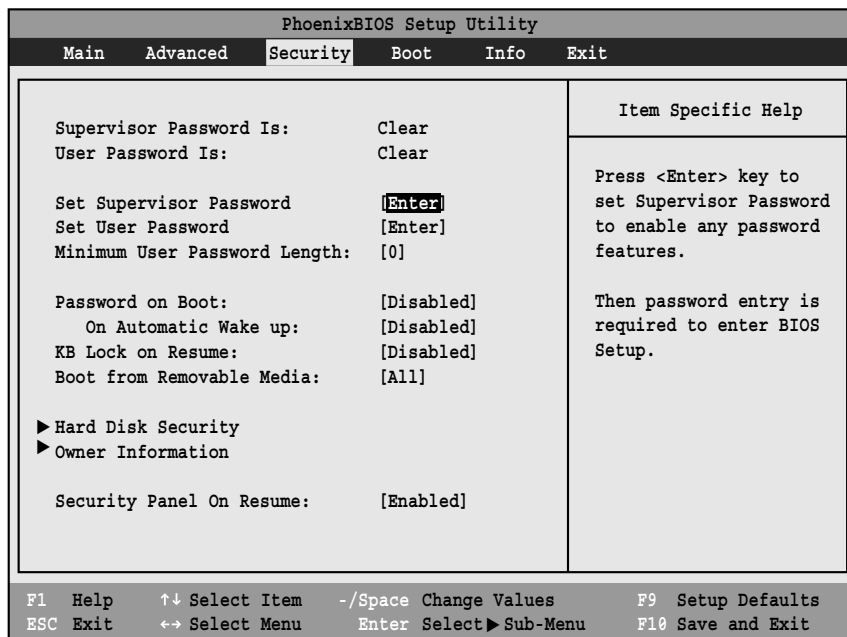 PhoenixBIOS Setup Utility
Main Advanced Security Boot Info Exit
Supervisor Password Is: Clear
User Password Is: Clear
Set Supervisor Password [Enter]
Set User Password [Enter]
Minimum User Password Length: [0]
Password on Boot: [Disabled]
On Automatic Wake up: [Disabled]
KB Lock on Resume: [Disabled]
Boot from Removable Media: [All]
▶Hard Disk Security
▶Owner Information
Security Panel On Resume: [Enabled]
Item Specific Help
Press <Enter> key to
set Supervisor Password
to enable any password
features.
Then password entry is
required to enter BIOS
Setup.
F1 Help ↑↓ Select Item -/Space Change Values F9 Setup Defaults
ESC Exit ←→ Select Menu Enter Select▶Sub-Menu F10 Save and Exit